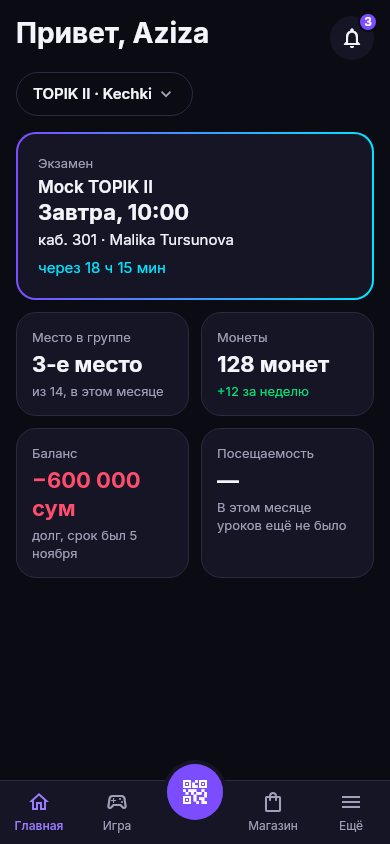 Привет, Aziza
3
TOPIK II · Kechki
Экзамен
Mock TOPIK II
Завтра, 10:00
каб. 301 · Malika Tursunova
через 18 ч 15 мин
Место в группе
3-е место
из 14, в этом месяце
Монеты
128 монет
+12 за неделю
Баланс
−600 000
сум
долг, срок был 5
ноября
Посещаемость
—
В этом месяце
уроков ещё не было
Главная
Игра
Магазин
Ещё